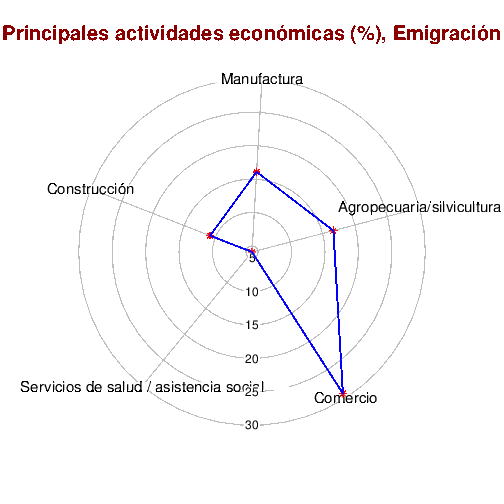 Principales actividades económicas (%), Emigración
Manufactura
Construcción
Agropecuaria/silvicultura
5
10
15
20
Servicios de salud / asistencia social
25
Comercio
30